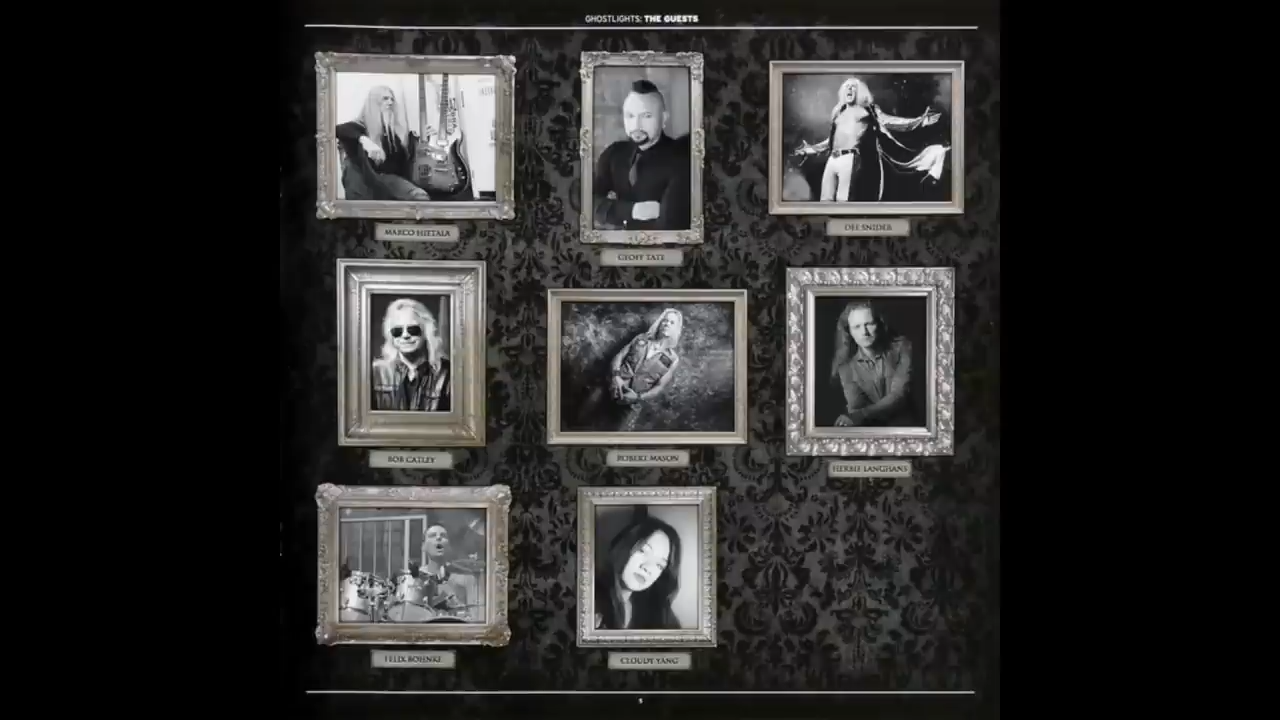 GHOSTLIGHTS: THE GUESTS
MARCO HIETALA
GEOFF TATE
DEE SNIDER
BOB CATLEY
ROBERT MASON
HERBIE LANGHANS
FELIX BOHNKE
CLOUDY YANG
5